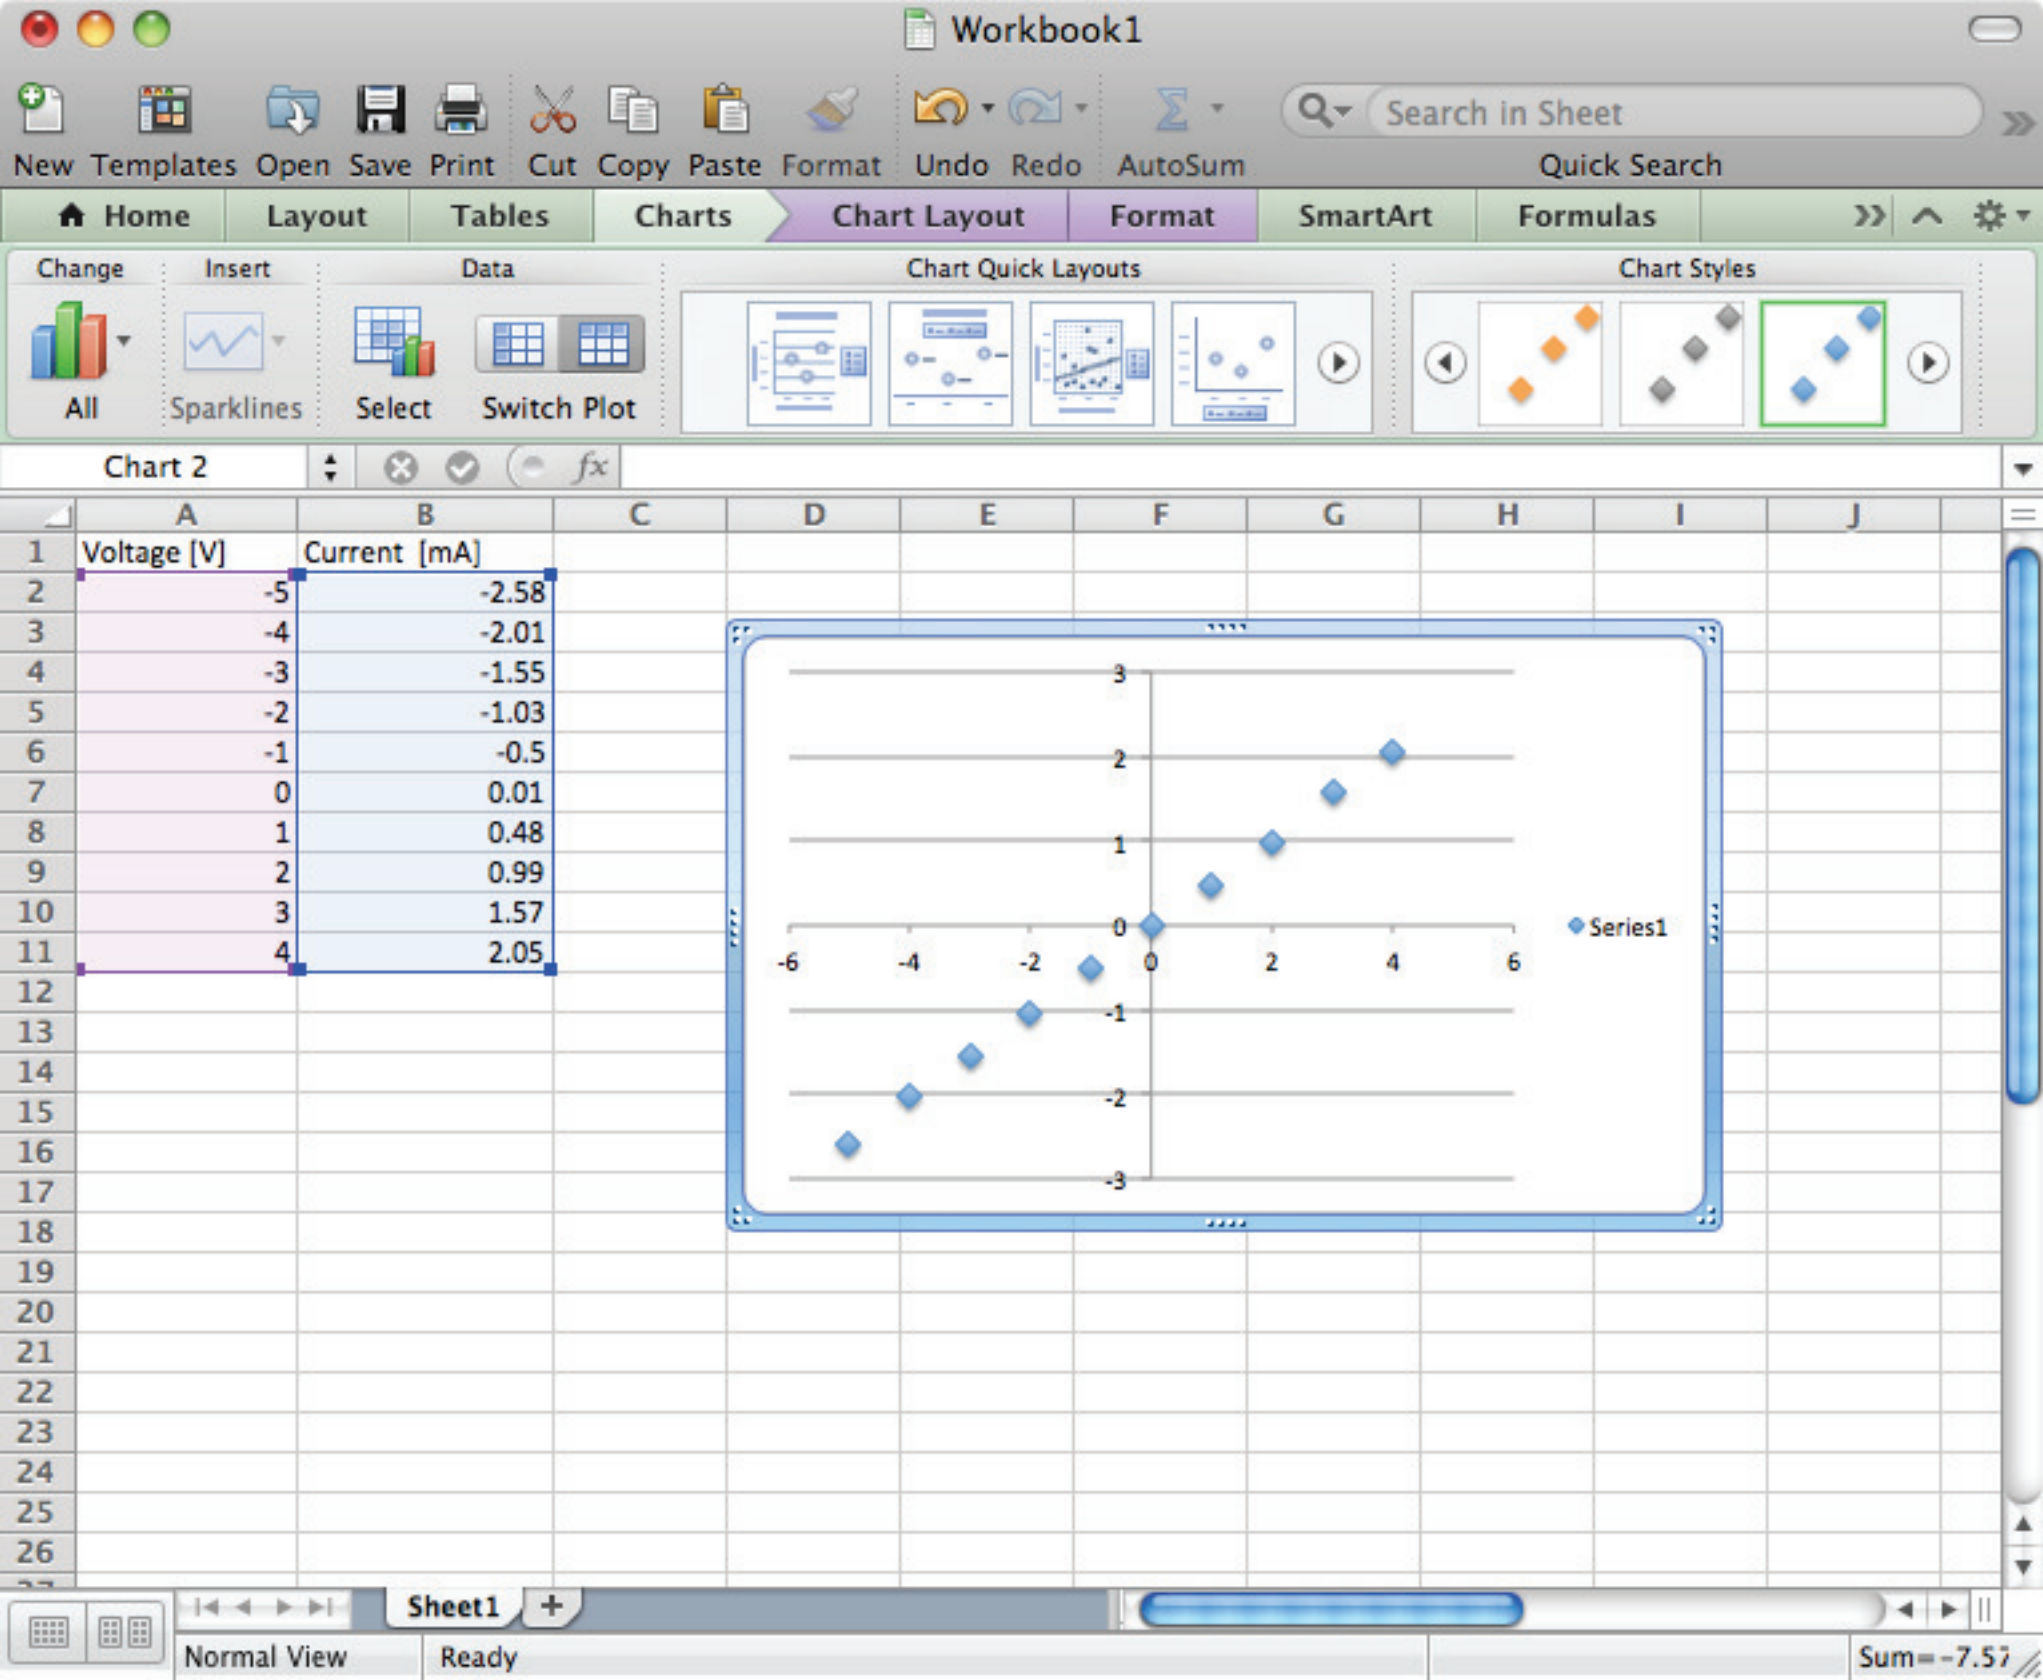 Workbook1
New Templates Open Save Print Cut Copy Paste Format Undo Redo AutoSum Search in Sheet
Quick Search
Home Layout Tables Charts Chart Layout Format SmartArt Formulas
Change Insert Data Chart Quick Layouts Chart Styles
All Sparklines Select Switch Plot
Chart 2 fx
A B C D E F G H I J
1 Voltage [V] Current [mA]
2 -5 -2.58
3 -4 -2.01
4 -3 -1.55
5 -2 -1.03
6 -1 -0.5
7 0 0.01
8 1 0.48
9 2 0.99
10 3 1.57
11 4 2.05
12
13
14
15
16
17
18
19
20
21
22
23
24
25
26
3
2
1
0
-1
-2
-3
-6 -4 -2 0 2 4 6
Series1
Sheet1
Normal View Ready Sum=-7.57